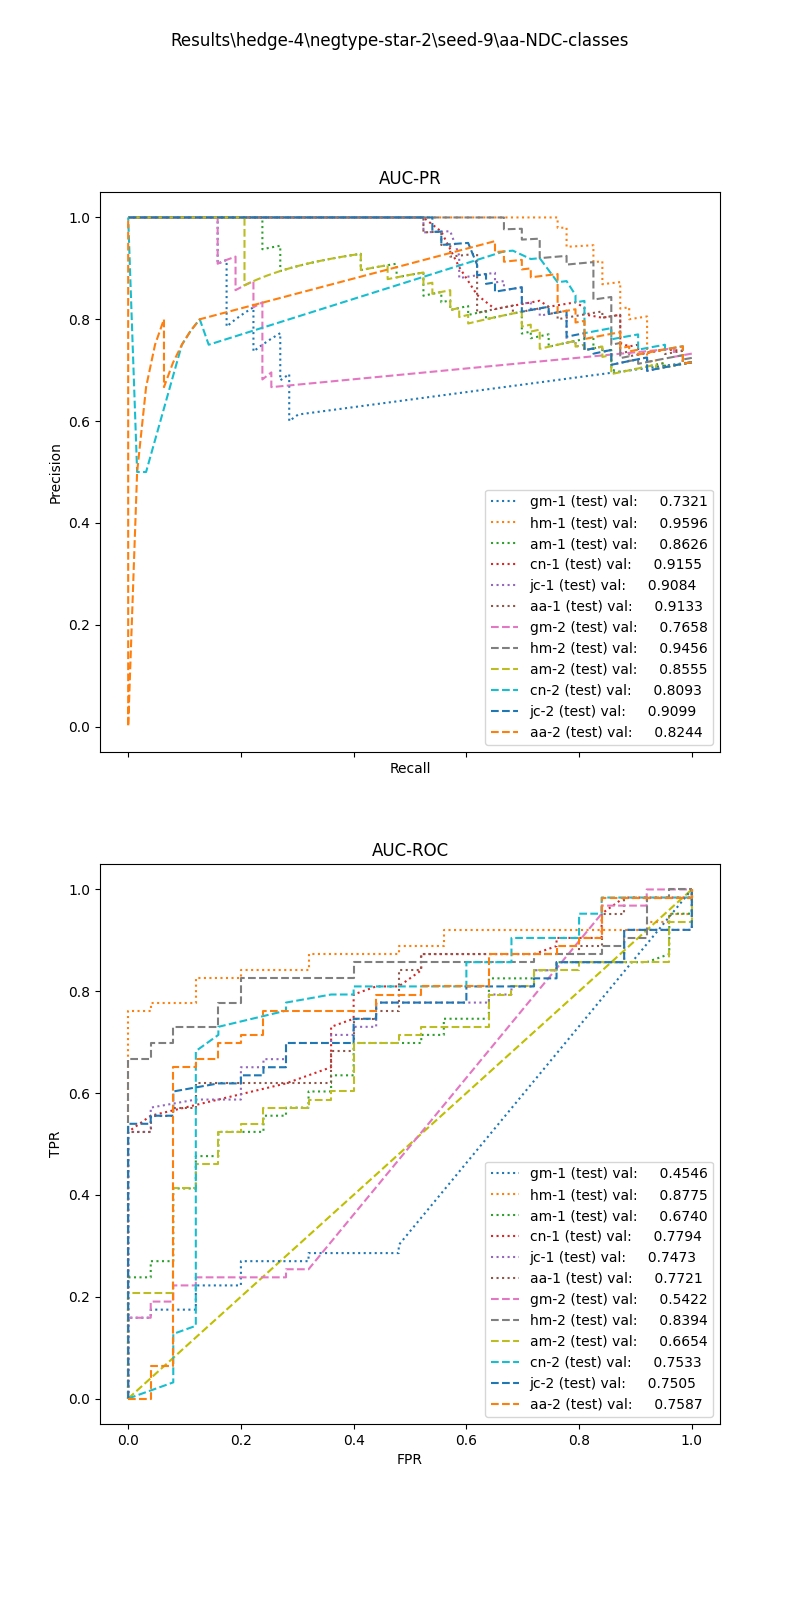 Results\hedge-4\negtype-star-2\seed-9\aa-NDC-classes
AUC-PR
1.0
0.8
0.6
0.4
0.2
0.0
Precision
gm-1 (test) val: 0.7321
hm-1 (test) val: 0.9596
am-1 (test) val: 0.8626
cn-1 (test) val: 0.9155
jc-1 (test) val: 0.9084
aa-1 (test) val: 0.9133
gm-2 (test) val: 0.7658
hm-2 (test) val: 0.9456
am-2 (test) val: 0.8555
cn-2 (test) val: 0.8093
jc-2 (test) val: 0.9099
aa-2 (test) val: 0.8244
Recall
AUC-ROC
1.0
0.8
0.6
0.4
0.2
0.0
TPR
gm-1 (test) val: 0.4546
hm-1 (test) val: 0.8775
am-1 (test) val: 0.6740
cn-1 (test) val: 0.7794
jc-1 (test) val: 0.7473
aa-1 (test) val: 0.7721
gm-2 (test) val: 0.5422
hm-2 (test) val: 0.8394
am-2 (test) val: 0.6654
cn-2 (test) val: 0.7533
jc-2 (test) val: 0.7505
aa-2 (test) val: 0.7587
0.0 0.2 0.4 0.6 0.8 1.0
FPR